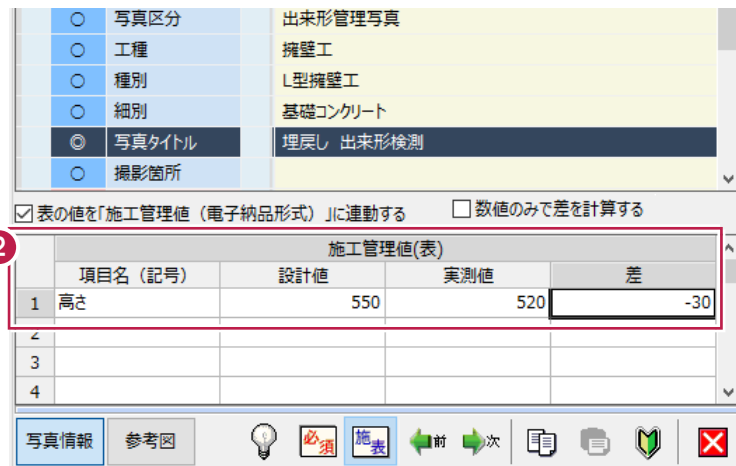 ○ 写真区分 出来形管理写真
○ 工種 擁壁工
○ 種別 L型擁壁工
○ 細別 基礎コンクリート
◎ 写真タイトル 埋戻し 出来形検測
○ 撮影箇所
表の値を「施工管理値（電子納品形式）」に連動する 数値のみで差を計算する
2
施工管理値(表)
項目名（記号） 設計値 実測値 差
1 高さ 550 520 -30
2
3
4
写真情報 参考図 必須 施表 前 次